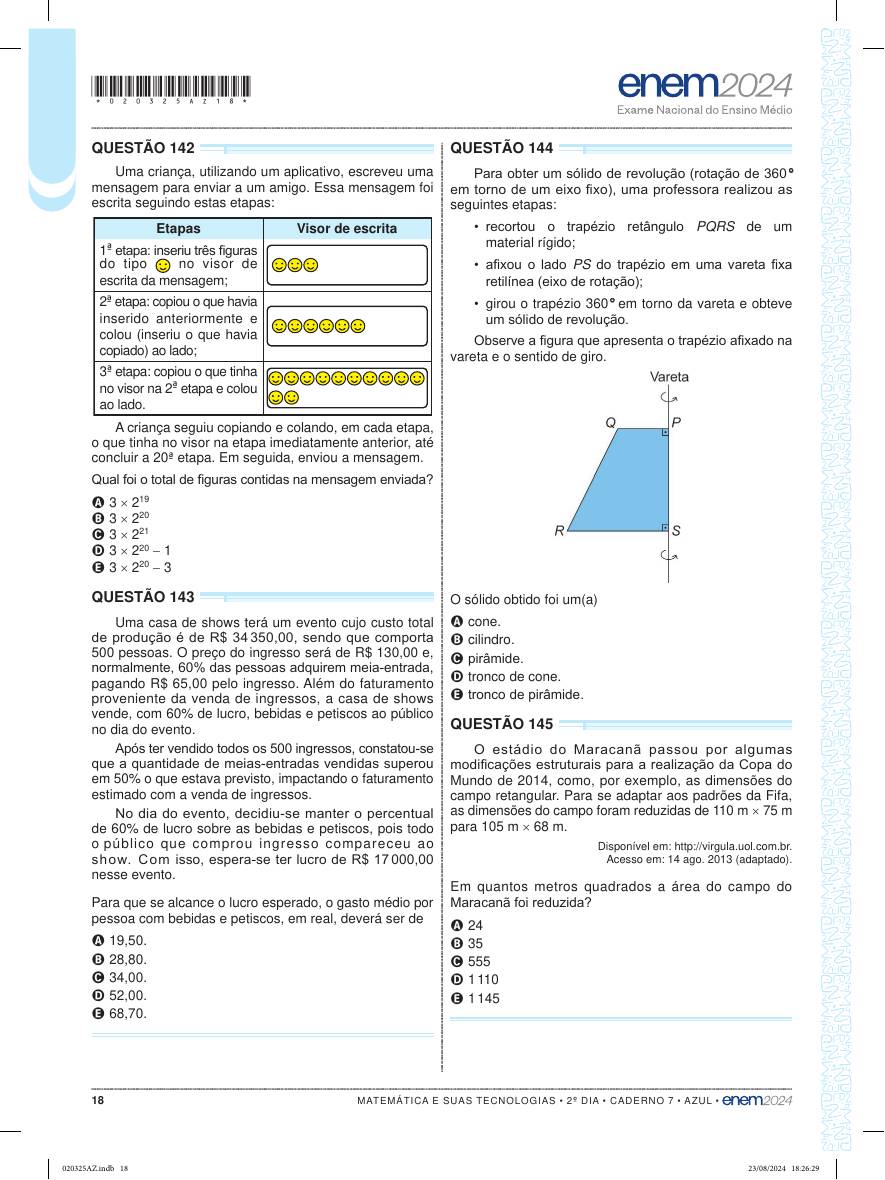 *020325AZ18*
enem2024
Exame Nacional do Ensino Médio
QUESTÃO 142
Uma criança, utilizando um aplicativo, escreveu uma
mensagem para enviar a um amigo. Essa mensagem foi
escrita seguindo estas etapas:
Etapas
Visor de escrita
1ª etapa: inseriu três figuras
do tipo no visor de
escrita da mensagem;
2ª etapa: copiou o que havia
inserido anteriormente e
colou (inseriu o que havia
copiado) ao lado;
3ª etapa: copiou o que tinha
no visor na 2ª etapa e colou
ao lado.
A criança seguiu copiando e colando, em cada etapa,
o que tinha no visor na etapa imediatamente anterior, até
concluir a 20ª etapa. Em seguida, enviou a mensagem.
Qual foi o total de figuras contidas na mensagem enviada?
A 3 × 2¹⁹
B 3 × 2²⁰
C 3 × 2²¹
D 3 × 2²⁰ – 1
E 3 × 2²⁰ – 3
QUESTÃO 143
Uma casa de shows terá um evento cujo custo total
de produção é de R$ 34 350,00, sendo que comporta
500 pessoas. O preço do ingresso será de R$ 130,00 e,
normalmente, 60% das pessoas adquirem meia-entrada,
pagando R$ 65,00 pelo ingresso. Além do faturamento
proveniente da venda de ingressos, a casa de shows
vende, com 60% de lucro, bebidas e petiscos ao público
no dia do evento.
Após ter vendido todos os 500 ingressos, constatou-se
que a quantidade de meias-entradas vendidas superou
em 50% o que estava previsto, impactando o faturamento
estimado com a venda de ingressos.
No dia do evento, decidiu-se manter o percentual
de 60% de lucro sobre as bebidas e petiscos, pois todo
o público que comprou ingresso compareceu ao
show. Com isso, espera-se ter lucro de R$ 17 000,00
nesse evento.
Para que se alcance o lucro esperado, o gasto médio por
pessoa com bebidas e petiscos, em real, deverá ser de
A 19,50.
B 28,80.
C 34,00.
D 52,00.
E 68,70.
QUESTÃO 144
Para obter um sólido de revolução (rotação de 360º
em torno de um eixo fixo), uma professora realizou as
seguintes etapas:
• recortou o trapézio retângulo PQRS de um
material rígido;
• afixou o lado PS do trapézio em uma vareta fixa
retilínea (eixo de rotação);
• girou o trapézio 360º em torno da vareta e obteve
um sólido de revolução.
Observe a figura que apresenta o trapézio afixado na
vareta e o sentido de giro.
Vareta
Q P
R S
O sólido obtido foi um(a)
A cone.
B cilindro.
C pirâmide.
D tronco de cone.
E tronco de pirâmide.
QUESTÃO 145
O estádio do Maracanã passou por algumas
modificações estruturais para a realização da Copa do
Mundo de 2014, como, por exemplo, as dimensões do
campo retangular. Para se adaptar aos padrões da Fifa,
as dimensões do campo foram reduzidas de 110 m × 75 m
para 105 m × 68 m.
Disponível em: http://virgula.uol.com.br.
Acesso em: 14 ago. 2013 (adaptado).
Em quantos metros quadrados a área do campo do
Maracanã foi reduzida?
A 24
B 35
C 555
D 1 110
E 1 145
18
MATEMÁTICA E SUAS TECNOLOGIAS • 2º DIA • CADERNO 7 • AZUL • enem2024
020325AZ.indb 18
23/08/2024 18:26:29